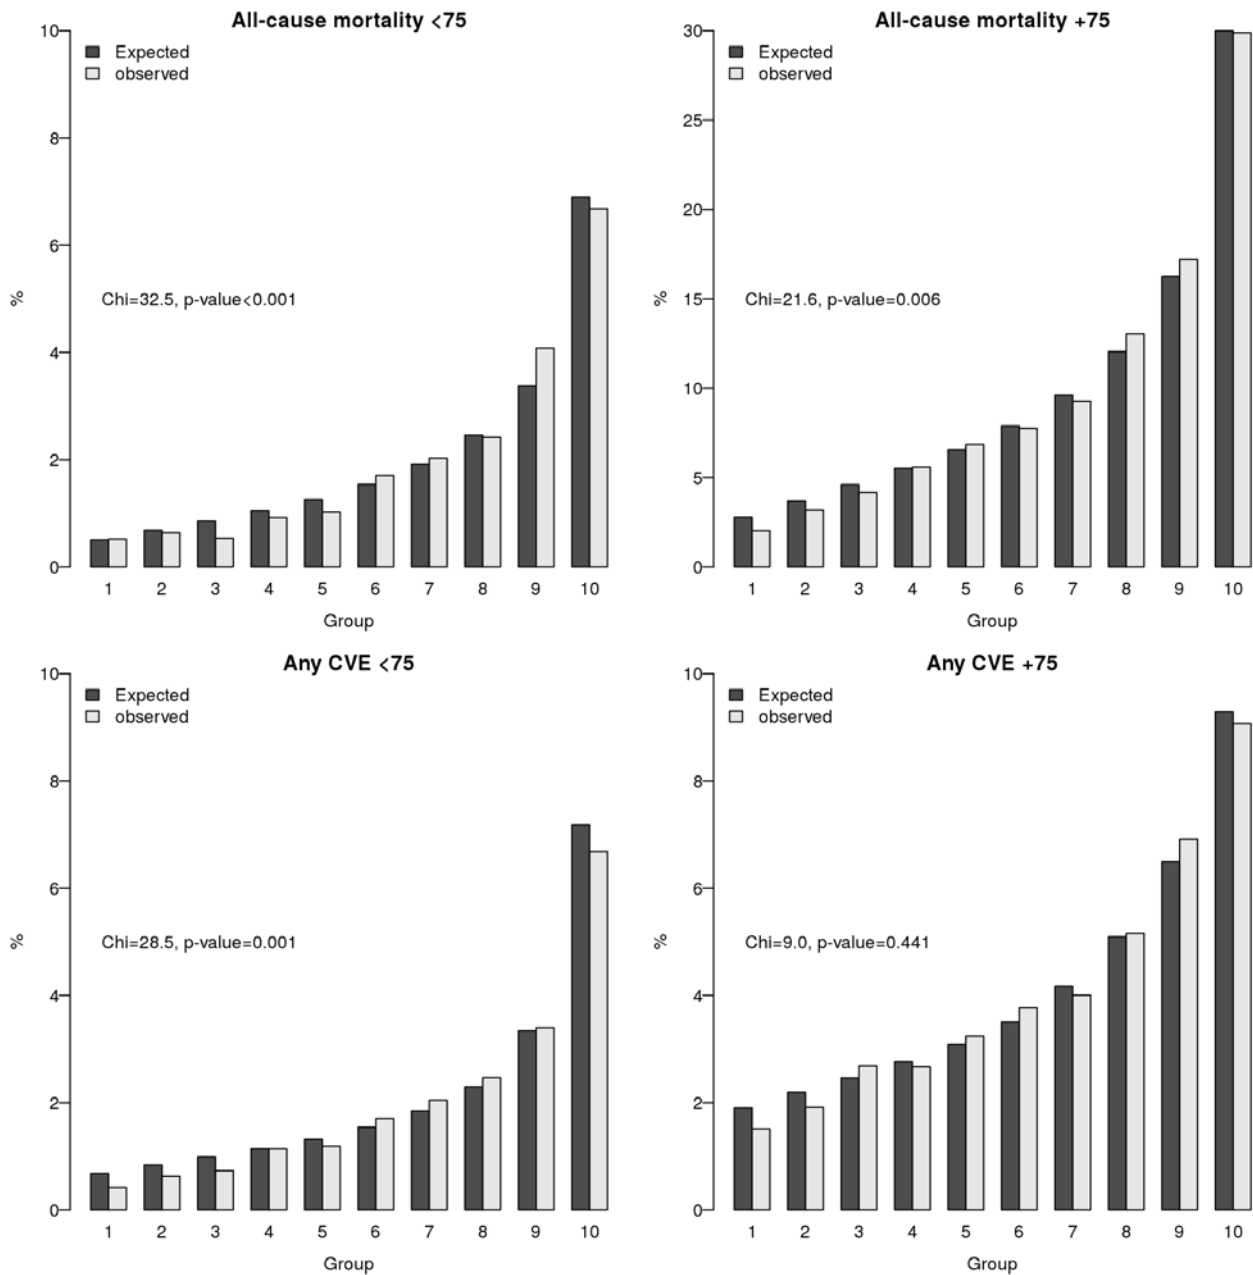 All-cause mortality <75
10
8
6
4
2
0
%
Expected
observed
Chi=32.5, p-value<0.001
1 2 3 4 5 6 7 8 9 10
Group
All-cause mortality +75
30
25
20
15
10
5
0
%
Expected
observed
Chi=21.6, p-value=0.006
1 2 3 4 5 6 7 8 9 10
Group
Any CVE <75
10
8
6
4
2
0
%
Expected
observed
Chi=28.5, p-value=0.001
1 2 3 4 5 6 7 8 9 10
Group
Any CVE +75
10
8
6
4
2
0
%
Expected
observed
Chi=9.0, p-value=0.441
1 2 3 4 5 6 7 8 9 10
Group